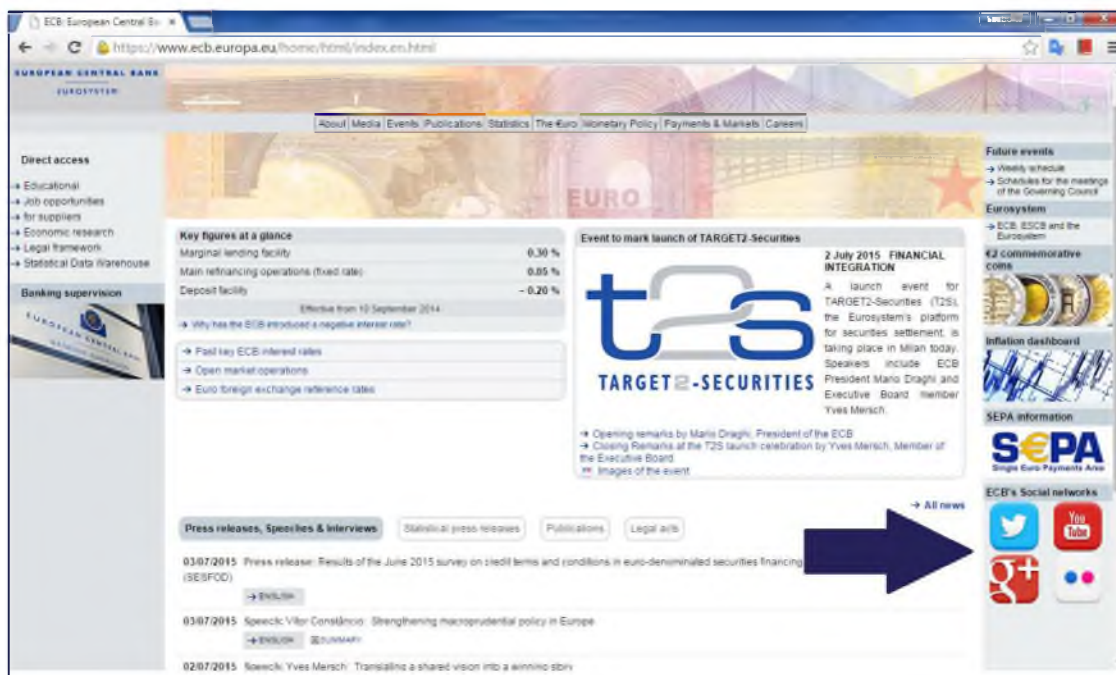 ECB: European Central Ba
https://www.ecb.europa.eu/home/html/index.en.html
EUROPEAN CENTRAL BANK
EUROSYSTEM
About Media Events Publications Statistics The €uro Monetary Policy Payments & Markets Careers
EURO
Direct access
→ Educational
→ Job opportunities
→ for suppliers
→ Economic research
→ Legal framework
→ Statistical Data Warehouse
Banking supervision
EUROPEAN CENTRAL BANK
Key figures at a glance
Marginal lending facility 0.30 %
Main refinancing operations (fixed rate) 0.05 %
Deposit facility - 0.20 %
Effective from 10 September 2014
→ Why has the ECB introduced a negative interest rate?
→ Past key ECB interest rates
→ Open market operations
→ Euro foreign exchange reference rates
Event to mark launch of TARGET2-Securities
t2s
TARGET2-SECURITIES
2 July 2015 FINANCIAL
INTEGRATION
A launch event for
TARGET2-Securities (T2S),
the Eurosystem's platform
for securities settlement, is
taking place in Milan today.
Speakers include ECB
President Mario Draghi and
Executive Board member
Yves Mersch.
→ Opening remarks by Mario Draghi, President of the ECB
→ Closing Remarks at the T2S launch celebration by Yves Mersch, Member of
the Executive Board
Images of the event
→ All news
Press releases, Speeches & Interviews Statistical press releases Publications Legal acts
03/07/2015 Press release: Results of the June 2015 survey on credit terms and conditions in euro-denominated securities financing
(SESFOD)
→ ENGLISH
03/07/2015 Speech: Vítor Constâncio: Strengthening macroprudential policy in Europe
→ ENGLISH SUMMARY
02/07/2015 Speech: Yves Mersch: Translating a shared vision into a winning story
Future events
→ Weekly schedule
→ Schedules for the meetings
of the Governing Council
Eurosystem
→ ECB, ESCB and the
Eurosystem
€2 commemorative
coins
Inflation dashboard
SEPA information
S€PA
Single Euro Payments Area
ECB's Social networks
You
Tube
g+